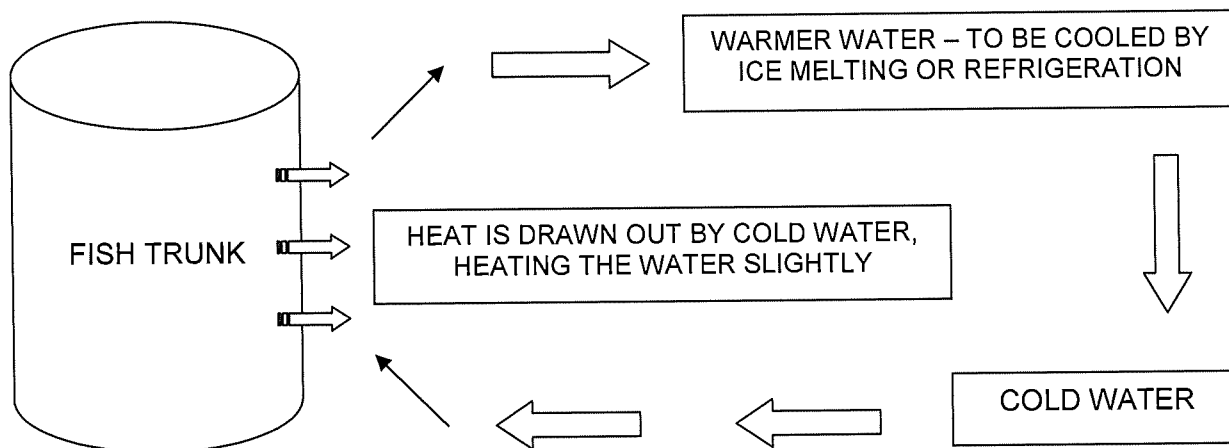 WARMER WATER – TO BE COOLED BY
ICE MELTING OR REFRIGERATION
FISH TRUNK
HEAT IS DRAWN OUT BY COLD WATER,
HEATING THE WATER SLIGHTLY
COLD WATER